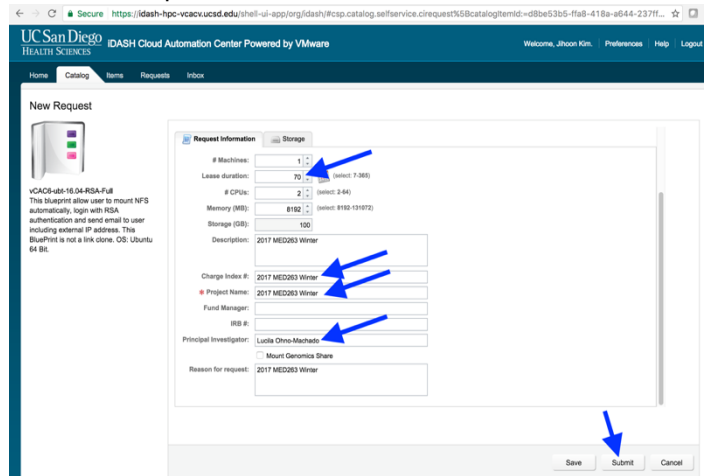 Secure https://idash-hpc-vcacv.ucsd.edu/shell-ui-app/org/idash/#csp.catalog.selfservice.cirequest%5BcatalogItemId:=d8be53b5-ffa8-418a-a644-237ff...
UC San Diego
HEALTH SCIENCES
iDASH Cloud Automation Center Powered by VMware
Welcome, Jihoon Kim. Preferences Help Logout
Home Catalog Items Requests Inbox
New Request
vCAC6-ubt-16.04-RSA-Full
This blueprint allow user to mount NFS
automatically, login with RSA
authentication and send email to user
including external IP address. This
BluePrint is not a link clone. OS: Ubuntu
64 Bit.
Request Information Storage
# Machines: 1
Lease duration: 70 (select: 7-365)
# CPUs: 2 (select: 2-64)
Memory (MB): 8192 (select: 8192-131072)
Storage (GB): 100
Description: 2017 MED263 Winter
Charge Index #: 2017 MED263 Winter
* Project Name: 2017 MED263 Winter
Fund Manager:
IRB #:
Principal Investigator: Lucila Ohno-Machado
Mount Genomics Share
Reason for request: 2017 MED263 Winter
Save Submit Cancel